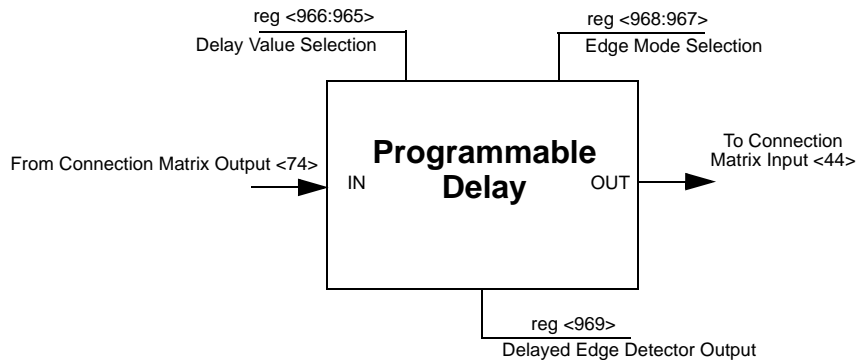 reg <966:965>
Delay Value Selection
reg <968:967>
Edge Mode Selection
From Connection Matrix Output <74>
IN
Programmable
Delay
OUT
To Connection
Matrix Input <44>
reg <969>
Delayed Edge Detector Output